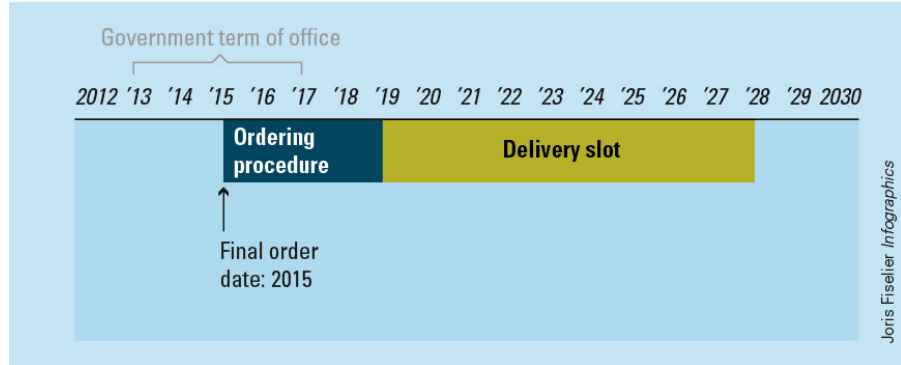 Government term of office
2012 ’13 ’14 ’15 ’16 ’17 ’18 ’19 ’20 ’21 ’22 ’23 ’24 ’25 ’26 ’27 ’28 ’29 2030
Ordering
procedure
Delivery slot
Final order
date: 2015
Joris Fiselier Infographics